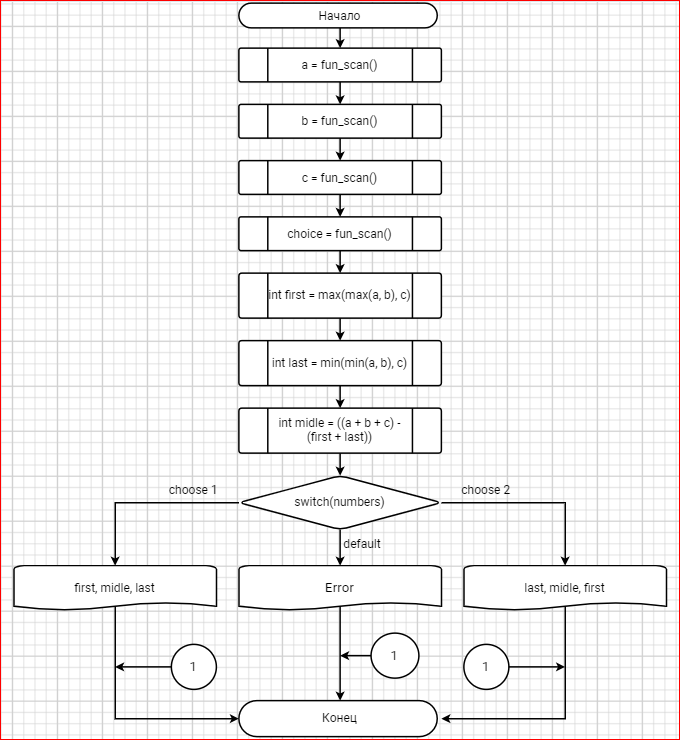 Начало
a = fun_scan()
b = fun_scan()
c = fun_scan()
choice = fun_scan()
int first = max(max(a, b), c)
int last = min(min(a, b), c)
int midle = ((a + b + c) -
(first + last))
choose 1
switch(numbers)
choose 2
default
first, midle, last
Error
last, midle, first
1
1
1
Конец